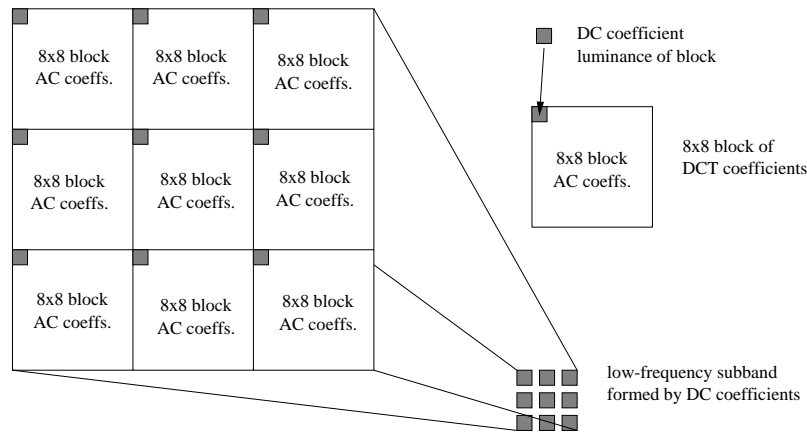 8x8 block
AC coeffs.
8x8 block
AC coeffs.
8x8 block
AC coeffs.
8x8 block
AC coeffs.
8x8 block
AC coeffs.
8x8 block
AC coeffs.
8x8 block
AC coeffs.
8x8 block
AC coeffs.
8x8 block
AC coeffs.
DC coefficient
luminance of block
8x8 block
AC coeffs.
8x8 block of
DCT coefficients
low-frequency subband
formed by DC coefficients